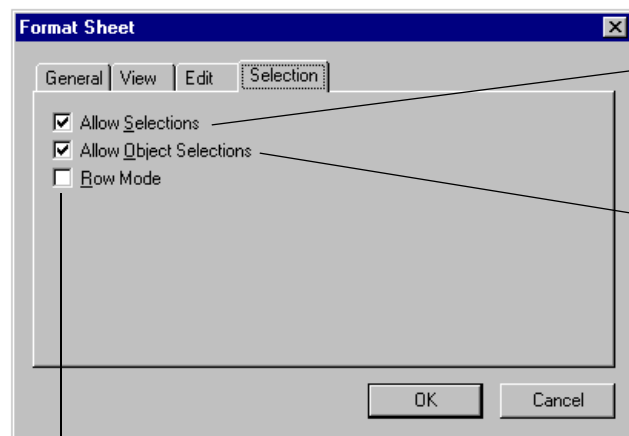 Format Sheet
General View Edit Selection
Allow Selections
Allow Object Selections
Row Mode
OK Cancel